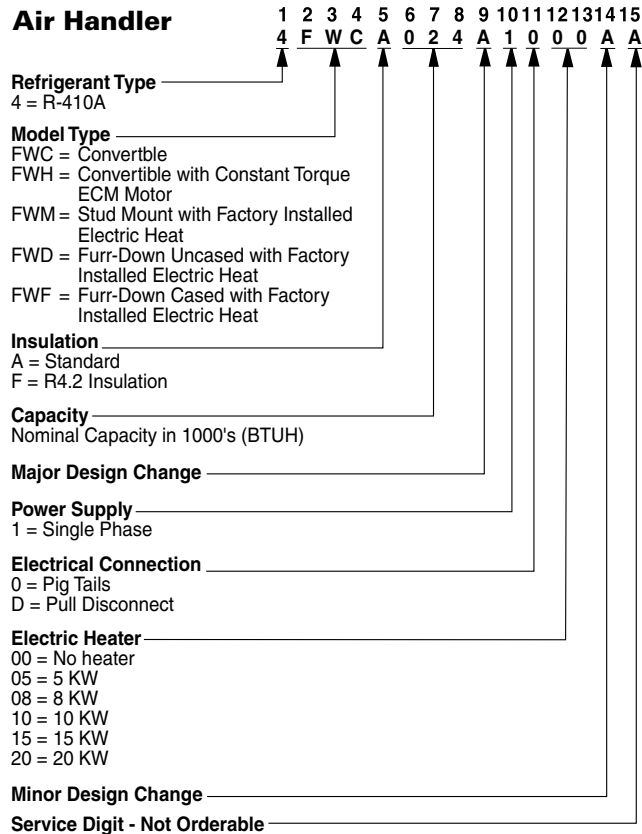 Air Handler
1 2 3 4 5 6 7 8 9 10 11 12 13 14 15
4 F W C A 0 2 4 A 1 0 0 0 A A
Refrigerant Type
4 = R-410A
Model Type
FWC = Convertble
FWH = Convertible with Constant Torque
ECM Motor
FWM = Stud Mount with Factory Installed
Electric Heat
FWD = Furr-Down Uncased with Factory
Installed Electric Heat
FWF = Furr-Down Cased with Factory
Installed Electric Heat
Insulation
A = Standard
F = R4.2 Insulation
Capacity
Nominal Capacity in 1000's (BTUH)
Major Design Change
Power Supply
1 = Single Phase
Electrical Connection
0 = Pig Tails
D = Pull Disconnect
Electric Heater
00 = No heater
05 = 5 KW
08 = 8 KW
10 = 10 KW
15 = 15 KW
20 = 20 KW
Minor Design Change
Service Digit - Not Orderable